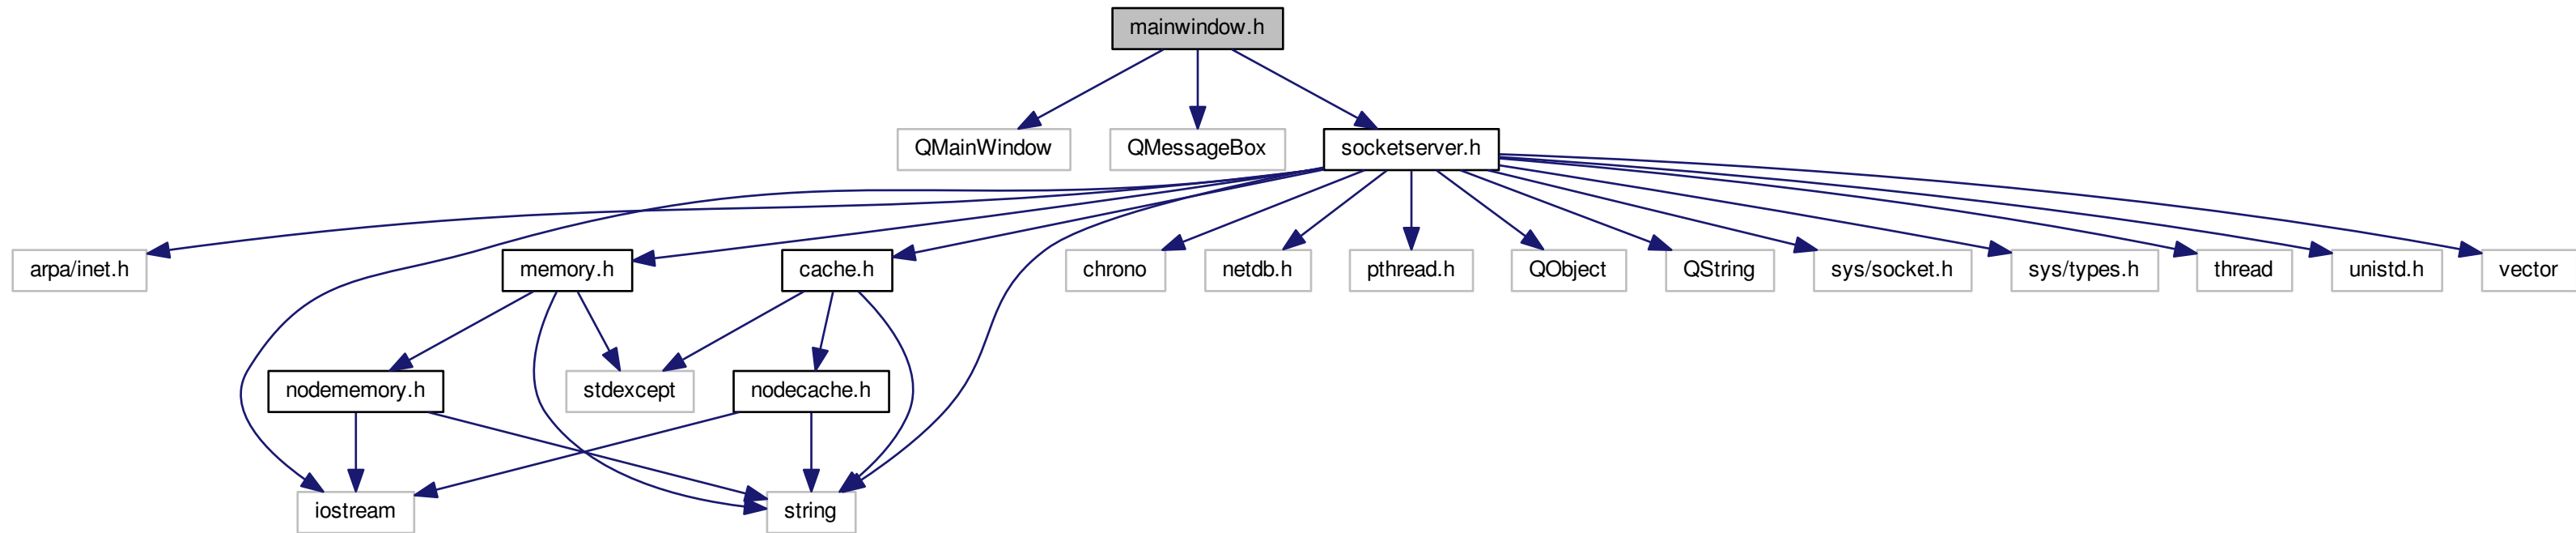 mainwindow.h
QMainWindow
QMessageBox
socketserver.h
arpa/inet.h
memory.h
cache.h
chrono
netdb.h
pthread.h
QObject
QString
sys/socket.h
sys/types.h
thread
unistd.h
vector
nodememory.h
stdexcept
nodecache.h
iostream
string